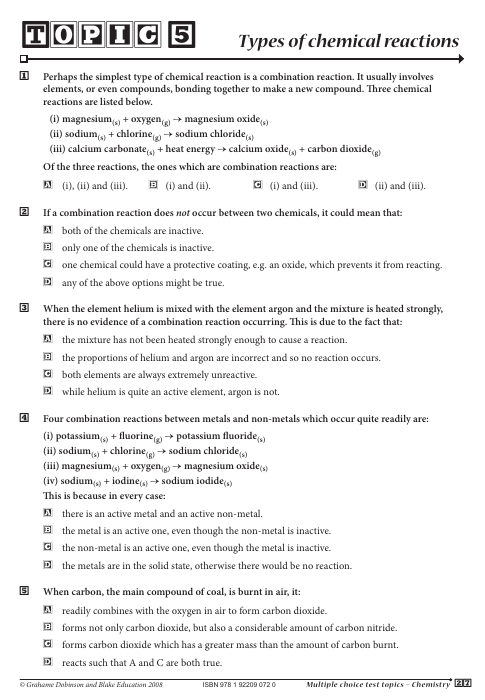 TOPIC 5
Types of chemical reactions
1 Perhaps the simplest type of chemical reaction is a combination reaction. It usually involves
elements, or even compounds, bonding together to make a new compound. Three chemical
reactions are listed below.
(i) magnesium(s) + oxygen(g) → magnesium oxide(s)
(ii) sodium(s) + chlorine(g) → sodium chloride(s)
(iii) calcium carbonate(s) + heat energy → calcium oxide(s) + carbon dioxide(g)
Of the three reactions, the ones which are combination reactions are:
A (i), (ii) and (iii). B (i) and (ii). C (i) and (iii). D (ii) and (iii).
2 If a combination reaction does not occur between two chemicals, it could mean that:
A both of the chemicals are inactive.
B only one of the chemicals is inactive.
C one chemical could have a protective coating, e.g. an oxide, which prevents it from reacting.
D any of the above options might be true.
3 When the element helium is mixed with the element argon and the mixture is heated strongly,
there is no evidence of a combination reaction occurring. This is due to the fact that:
A the mixture has not been heated strongly enough to cause a reaction.
B the proportions of helium and argon are incorrect and so no reaction occurs.
C both elements are always extremely unreactive.
D while helium is quite an active element, argon is not.
4 Four combination reactions between metals and non-metals which occur quite readily are:
(i) potassium(s) + fluorine(g) → potassium fluoride(s)
(ii) sodium(s) + chlorine(g) → sodium chloride(s)
(iii) magnesium(s) + oxygen(g) → magnesium oxide(s)
(iv) sodium(s) + iodine(s) → sodium iodide(s)
This is because in every case:
A there is an active metal and an active non-metal.
B the metal is an active one, even though the non-metal is inactive.
C the non-metal is an active one, even though the metal is inactive.
D the metals are in the solid state, otherwise there would be no reaction.
5 When carbon, the main compound of coal, is burnt in air, it:
A readily combines with the oxygen in air to form carbon dioxide.
B forms not only carbon dioxide, but also a considerable amount of carbon nitride.
C forms carbon dioxide which has a greater mass than the amount of carbon burnt.
D reacts such that A and C are both true.
© Grahame Dobinson and Blake Education 2008 ISBN 978 1 92209 072 0 Multiple choice test topics – Chemistry 27